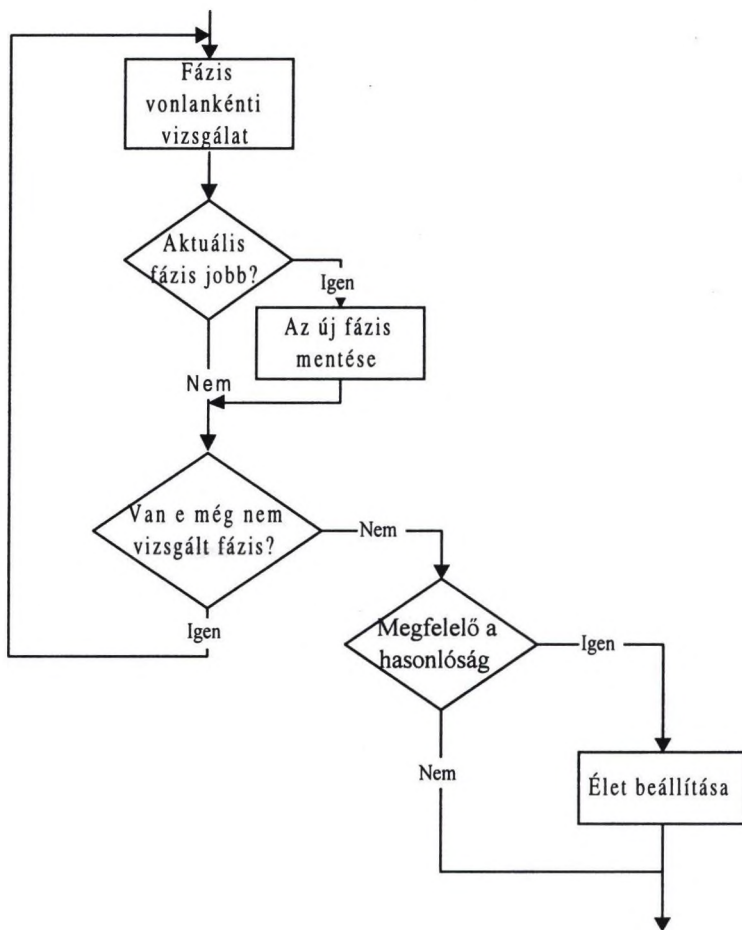 Fázis
vonlankénti
vizsgálat
Aktuális
fázis jobb?
Igen
Az új fázis
mentése
Nem
Van e még nem
vizsgált fázis?
Nem
Igen
Megfelelő a
hasonlóság
Igen
Nem
Élet beállítása